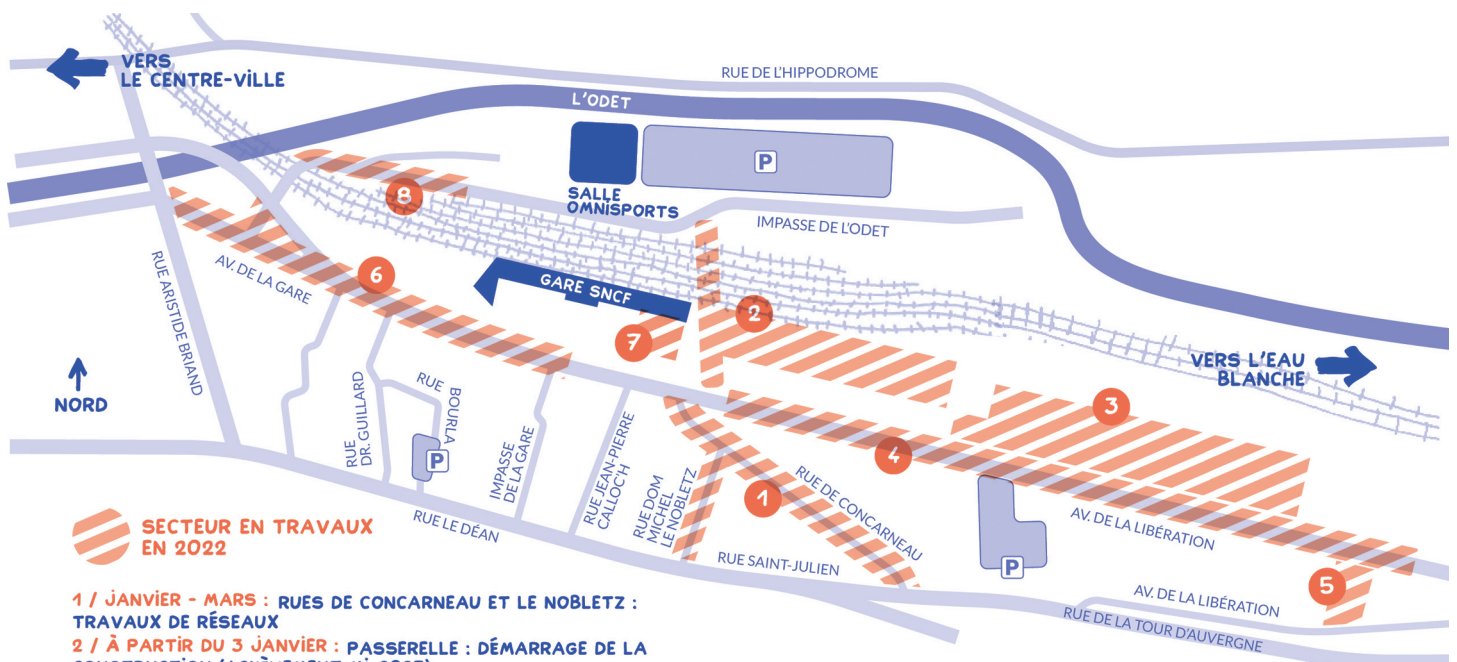 VERS
LE CENTRE-VILLE
RUE DE L'HIPPODROME
L'ODET
P
SALLE
OMNISPORTS
IMPASSE DE L'ODET
8
RUE ARISTIDE BRIAND
AV. DE LA GARE
6
GARE SNCF
2
7
VERS L'EAU
BLANCHE
NORD
3
RUE
DR. GUILLARD
RUE
BOURLA
P
IMPASSE
DE LA GARE
RUE JEAN-PIERRE
CALLOC'H
RUE DOM
MICHEL
LE NOBLETZ
1
RUE DE CONCARNEAU
4
AV. DE LA LIBÉRATION
P
RUE LE DÉAN
RUE SAINT-JULIEN
5
AV. DE LA LIBÉRATION
RUE DE LA TOUR D'AUVERGNE
SECTEUR EN TRAVAUX
EN 2022
1 / JANVIER - MARS : RUES DE CONCARNEAU ET LE NOBLETZ :
TRAVAUX DE RÉSEAUX
2 / À PARTIR DU 3 JANVIER : PASSERELLE : DÉMARRAGE DE LA